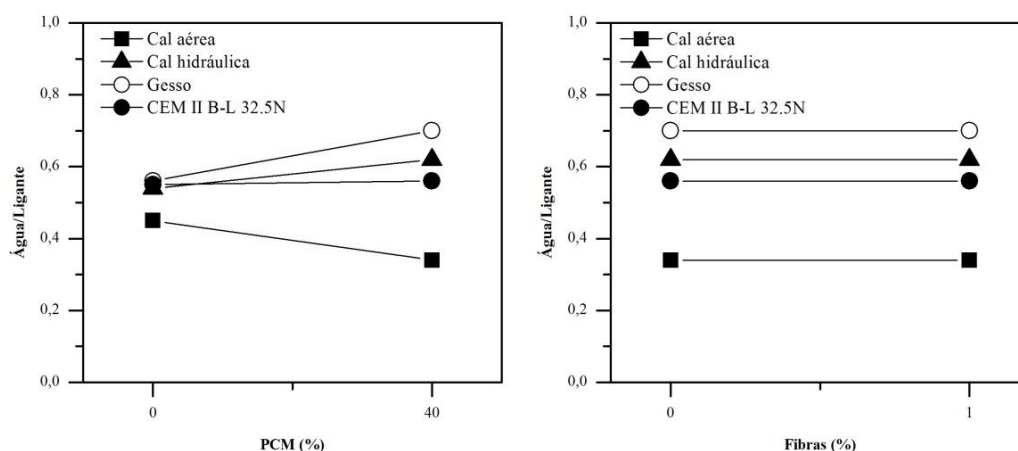 1,0
Cal aérea
Cal hidráulica
Gesso
CEM II B-L 32.5N
0,8
0,6
0,4
0,2
0,0
Água/Ligante
0
40
PCM (%)
1,0
Cal aérea
Cal hidráulica
Gesso
CEM II B-L 32.5N
0,8
0,6
0,4
0,2
0,0
Água/Ligante
0
1
Fibras (%)